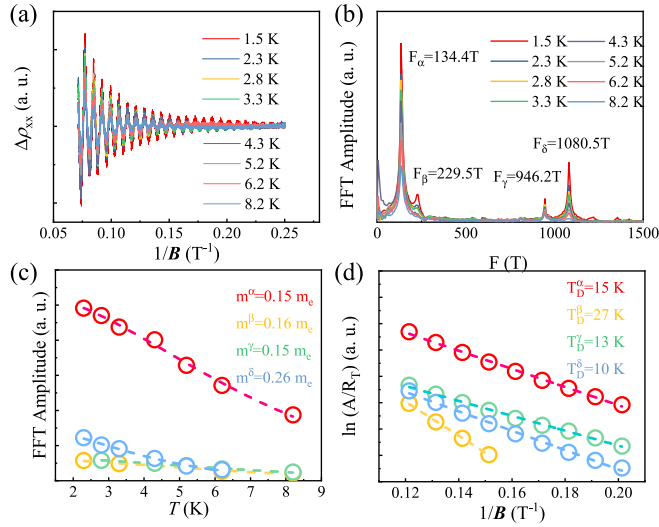 (a)
1.5 K
2.3 K
2.8 K
3.3 K
4.3 K
5.2 K
6.2 K
8.2 K
Δρxx (a. u.)
0.05 0.10 0.15 0.20 0.25
1/B (T⁻¹)
(b)
1.5 K 4.3 K
2.3 K 5.2 K
2.8 K 6.2 K
3.3 K 8.2 K
Fα=134.4T
Fβ=229.5T
Fγ=946.2T
Fδ=1080.5T
FFT Amplitude (a. u.)
0 500 1000 1500
F (T)
(c)
mα=0.15 me
mβ=0.16 me
mγ=0.15 me
mδ=0.26 me
FFT Amplitude (a. u.)
2 3 4 5 6 7 8 9
T (K)
(d)
TDα=15 K
TDβ=27 K
TDγ=13 K
TDδ=10 K
ln (A/RT) (a. u.)
0.12 0.14 0.16 0.18 0.20
1/B (T⁻¹)